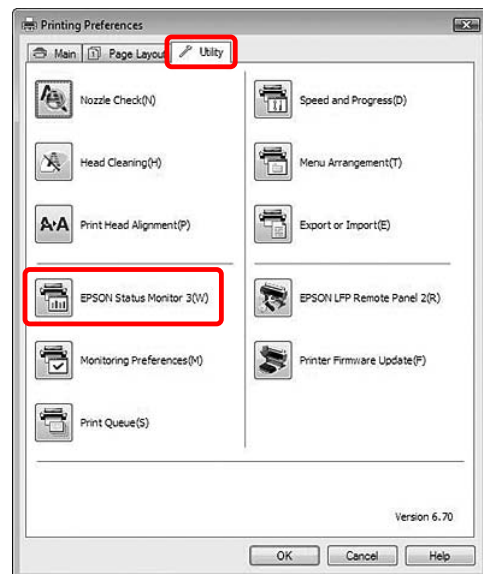 Printing Preferences
Main
Page Layout
Utility
Nozzle Check(N)
Speed and Progress(D)
Head Cleaning(H)
Menu Arrangement(T)
Print Head Alignment(P)
Export or Import(E)
EPSON Status Monitor 3(W)
EPSON LFP Remote Panel 2(R)
Monitoring Preferences(M)
Printer Firmware Update(F)
Print Queue(S)
Version 6.70
OK
Cancel
Help